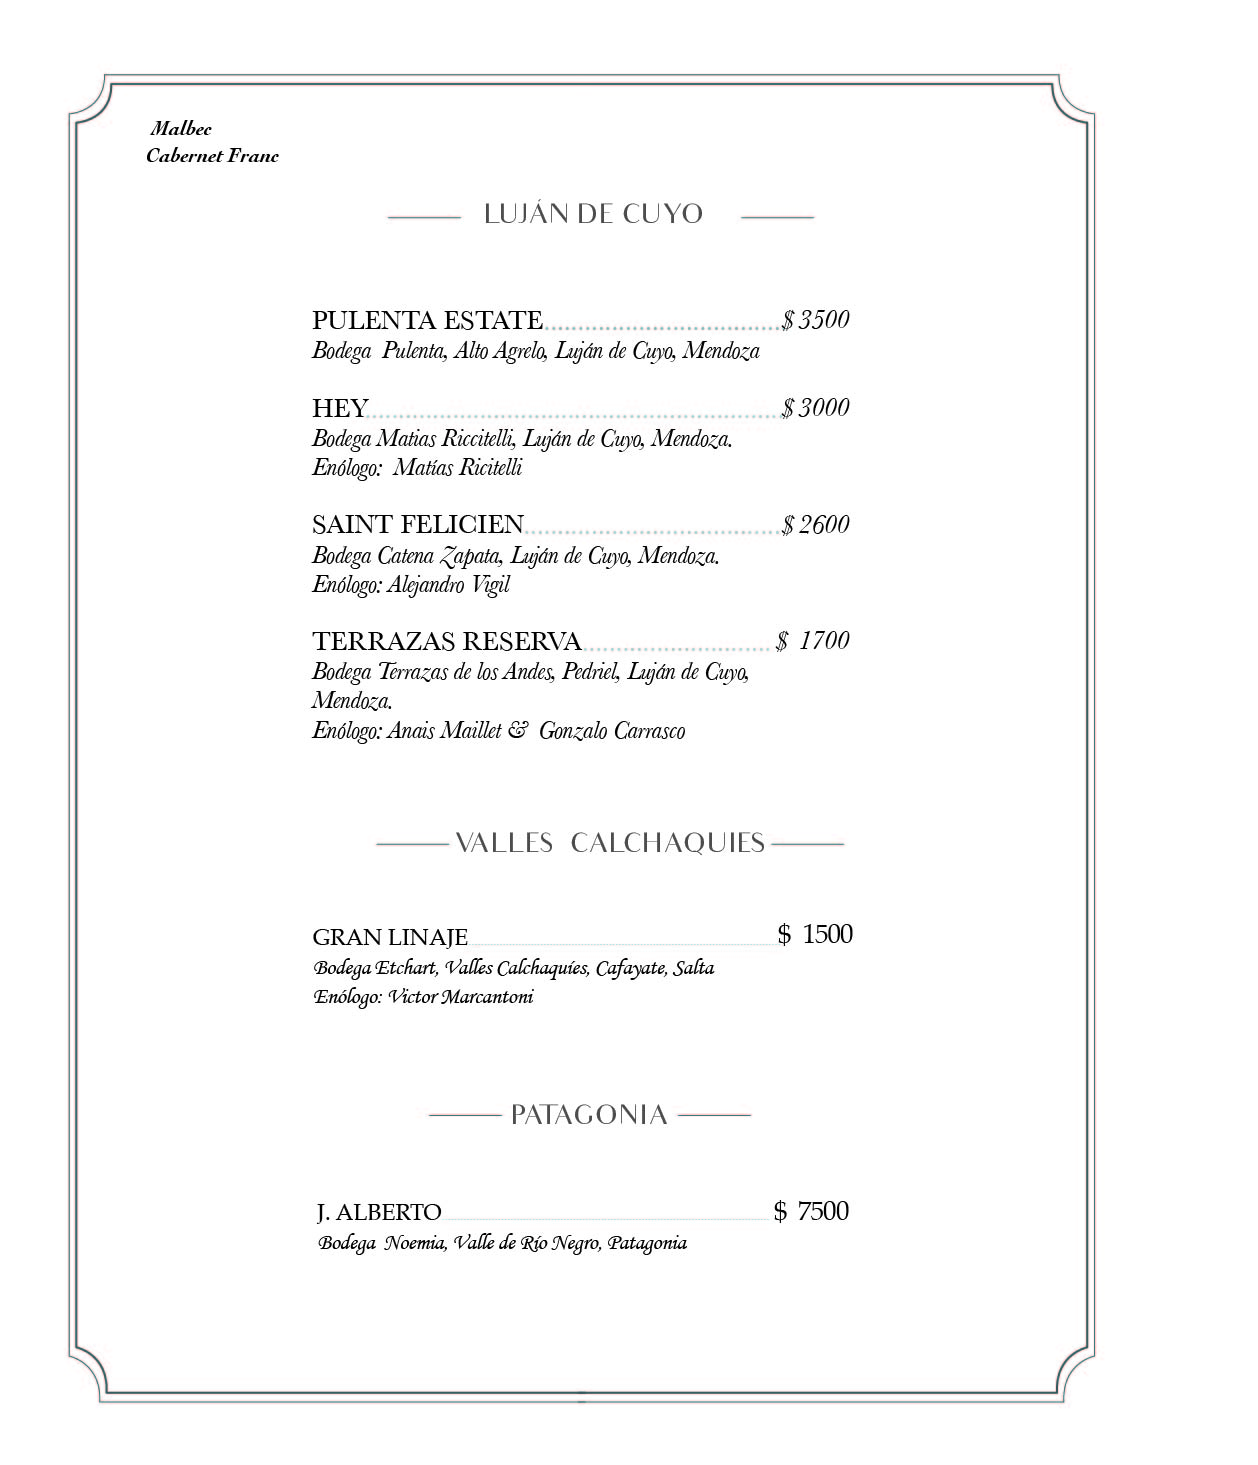 Malbec
Cabernet Franc
LUJÁN DE CUYO
PULENTA ESTATE $ 3500
Bodega Pulenta, Alto Agrelo, Luján de Cuyo, Mendoza
HEY $ 3000
Bodega Matias Riccitelli, Luján de Cuyo, Mendoza.
Enólogo: Matías Ricitelli
SAINT FELICIEN $ 2600
Bodega Catena Zapata, Luján de Cuyo, Mendoza.
Enólogo: Alejandro Vigil
TERRAZAS RESERVA $ 1700
Bodega Terrazas de los Andes, Pedriel, Luján de Cuyo,
Mendoza.
Enólogo: Anais Maillet & Gonzalo Carrasco
VALLES CALCHAQUIES
GRAN LINAJE $ 1500
Bodega Etchart, Valles Calchaquíes, Cafayate, Salta
Enólogo: Victor Marcantoni
PATAGONIA
J. ALBERTO $ 7500
Bodega Noemia, Valle de Río Negro, Patagonia